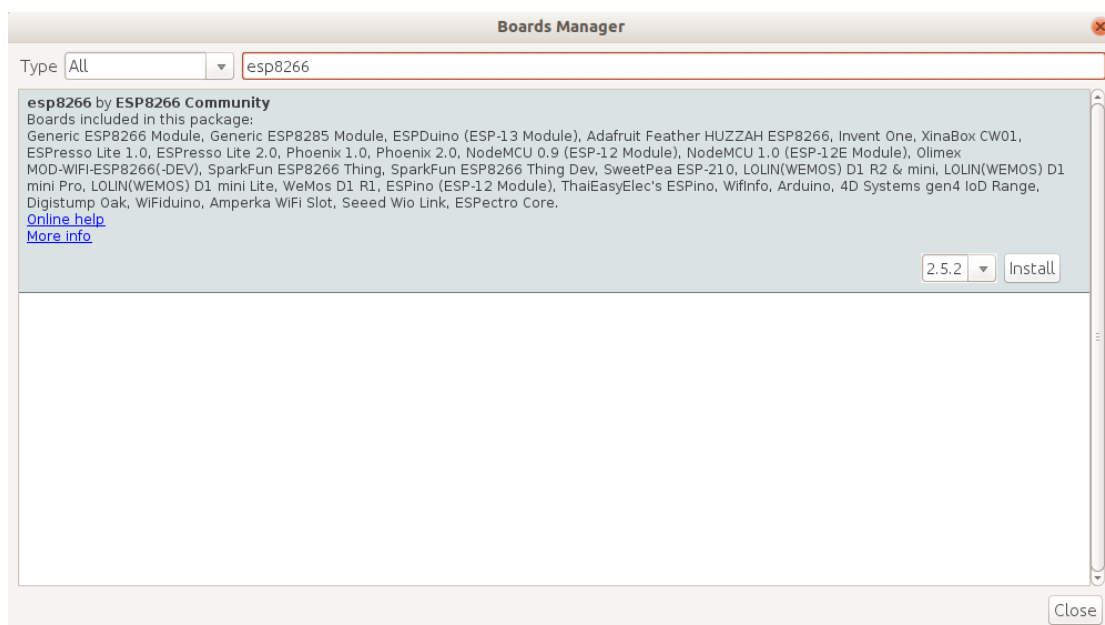 Boards Manager
Type All esp8266
esp8266 by ESP8266 Community
Boards included in this package:
Generic ESP8266 Module, Generic ESP8285 Module, ESPDuino (ESP-13 Module), Adafruit Feather HUZZAH ESP8266, Invent One, XinaBox CW01,
ESPresso Lite 1.0, ESPresso Lite 2.0, Phoenix 1.0, Phoenix 2.0, NodeMCU 0.9 (ESP-12 Module), NodeMCU 1.0 (ESP-12E Module), Olimex
MOD-WIFI-ESP8266(-DEV), SparkFun ESP8266 Thing, SparkFun ESP8266 Thing Dev, SweetPea ESP-210, LOLIN(WEMOS) D1 R2 & mini, LOLIN(WEMOS) D1
mini Pro, LOLIN(WEMOS) D1 mini Lite, WeMos D1 R1, ESPino (ESP-12 Module), ThaiEasyElec's ESPino, WifInfo, Arduino, 4D Systems gen4 IoD Range,
Digistump Oak, WiFiduino, Amperka WiFi Slot, Seeed Wio Link, ESPectro Core.
Online help
More info
2.5.2 Install
Close